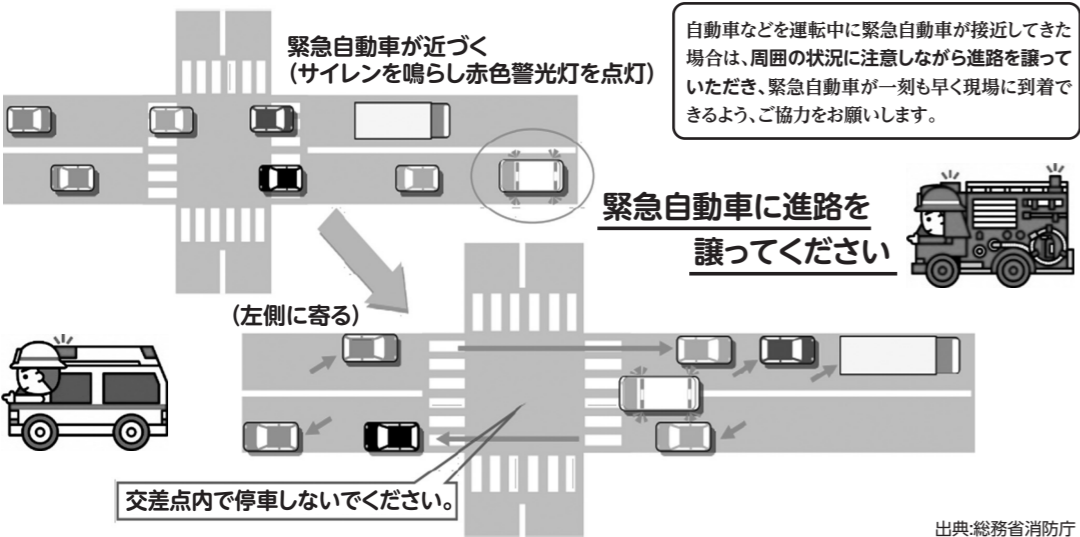 緊急自動車が近づく
(サイレンを鳴らし赤色警光灯を点灯)
自動車などを運転中に緊急自動車が接近してきた
場合は、周囲の状況に注意しながら進路を譲って
いただき、緊急自動車が一刻も早く現場に到着で
きるよう、ご協力をお願いします。
緊急自動車に進路を
譲ってください
(左側に寄る)
交差点内で停車しないでください。
出典:総務省消防庁